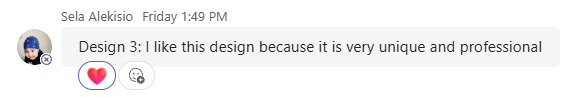 Sela Alekisio Friday 1:49 PM
Design 3: I like this design because it is very unique and professional